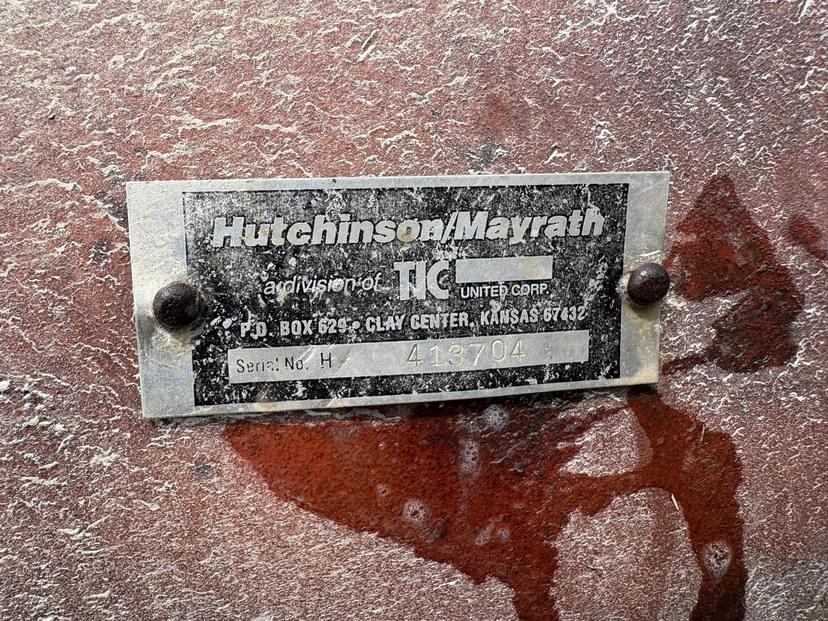 Hutchinson/Mayrath
a division of TIC UNITED CORP.
P.O. BOX 629 • CLAY CENTER, KANSAS 67432
Serial No. H 413704